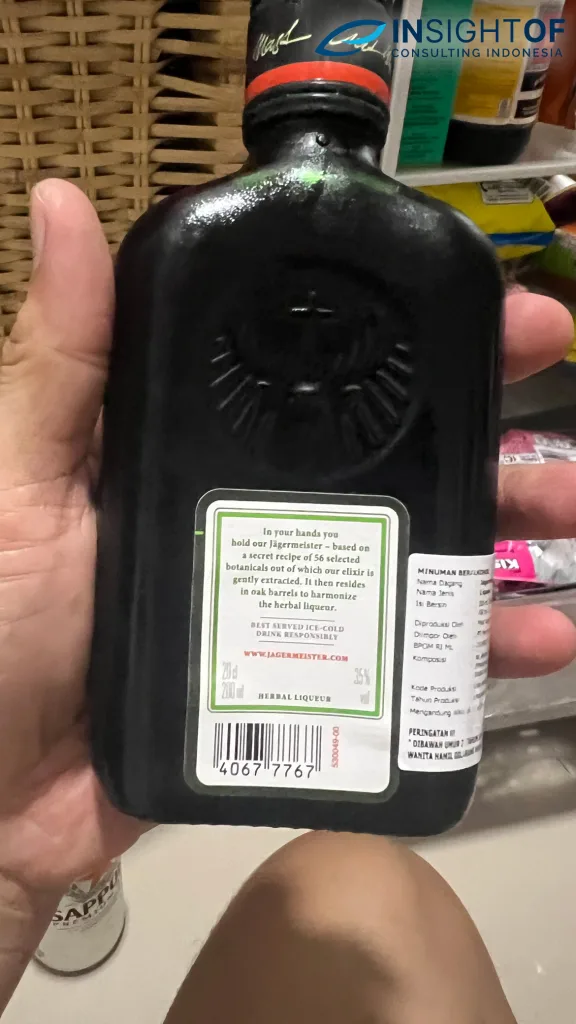 INSIGHTOF
CONSULTING INDONESIA
In your hands you
hold our Jägermeister – based on
a secret recipe of 56 selected
botanicals out of which our elixir is
gently extracted. It then resides
in oak barrels to harmonize
the herbal liqueur.
BEST SERVED ICE-COLD
DRINK RESPONSIBLY
WWW.JAGERMEISTER.COM
20 cl
200 ml
35%
vol
HERBAL LIQUEUR
530049-00
4067 7767
MINUMAN
Nama Dagang
Nama Jenis
Isi Bersih
Diproduksi Oleh
Diimpor Oleh
BPOM RI ML
Komposisi
Kode Produksi
Tahun Produksi
Mengandung
PERINGATAN !!!
* DIBAWAH UMUR 2
WANITA HAMIL
SAPPO